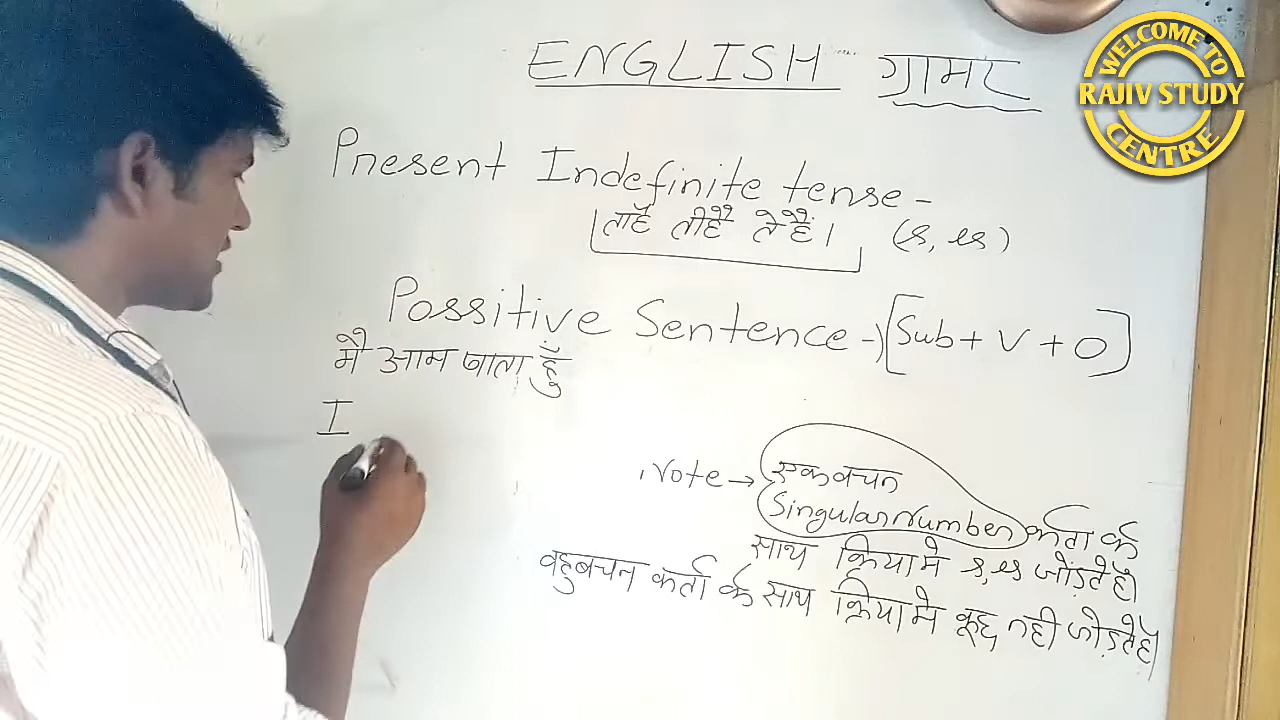 ENGLISH ग्रामर
WELCOME TO
RAJIV STUDY
CENTRE
Present Indefinite tense -
ताहै तीहै ते हैं। (s, es)
Possitive Sentence -> [Sub + V + O]
मै आम खाता हूँ
I
Note → एकवचन
Singular Number कर्ता के
साथ क्रिया मे s, es जोड़ते है।
बहुबचन कर्ता के साथ क्रिया मे कुछ नही जोड़ते है।